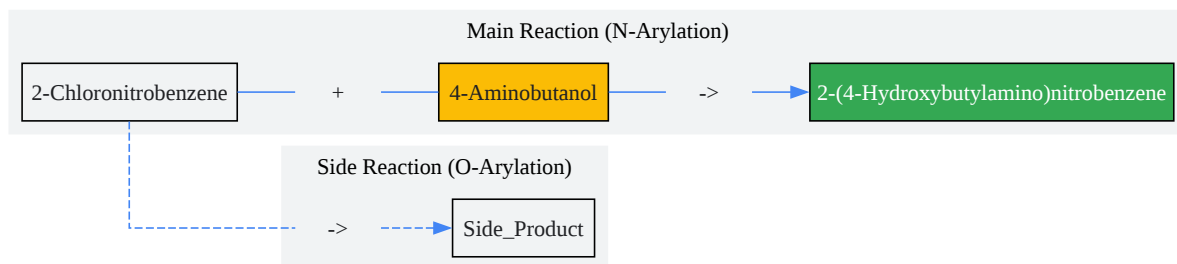 Main Reaction (N-Arylation)
2-Chloronitrobenzene + 4-Aminobutanol -> 2-(4-Hydroxybutylamino)nitrobenzene
Side Reaction (O-Arylation)
-> Side_Product